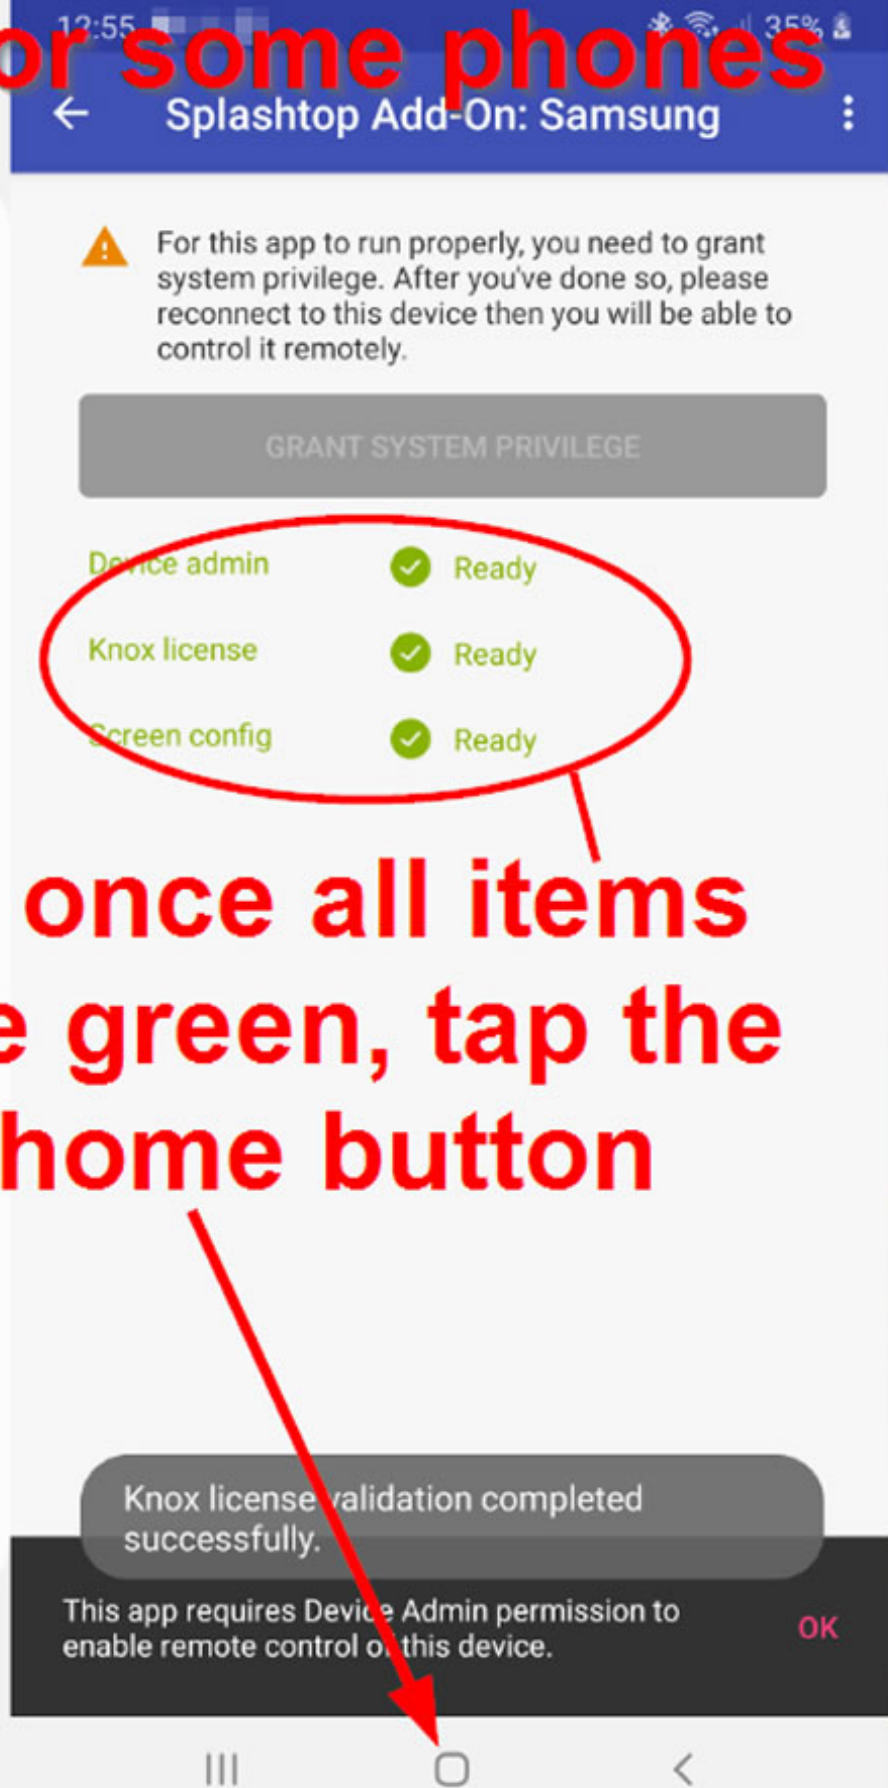 12:55
35%
or some phones
Splashtop Add-On: Samsung
For this app to run properly, you need to grant
system privilege. After you've done so, please
reconnect to this device then you will be able to
control it remotely.
GRANT SYSTEM PRIVILEGE
Device admin Ready
Knox license Ready
Screen config Ready
once all items
e green, tap the
home button
Knox license validation completed
successfully.
This app requires Device Admin permission to
enable remote control of this device.
OK